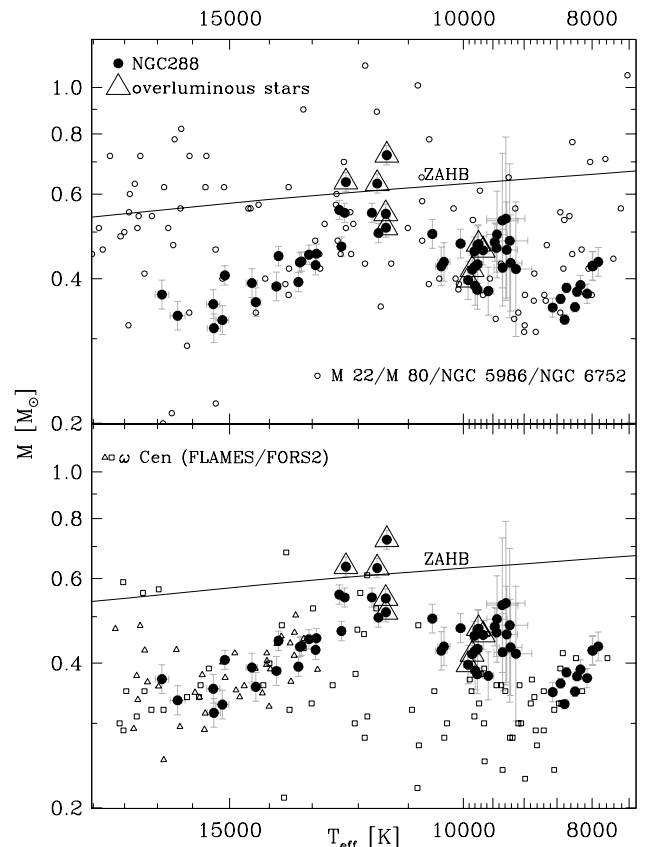 15000 10000 8000
NGC288
overluminous stars
1.0
0.8
ZAHB
0.6
0.4
M 22/M 80/NGC 5986/NGC 6752
0.2
M [M☉]
ω Cen (FLAMES/FORS2)
1.0
0.8
ZAHB
0.6
0.4
0.2
15000 10000 8000
T_eff [K]